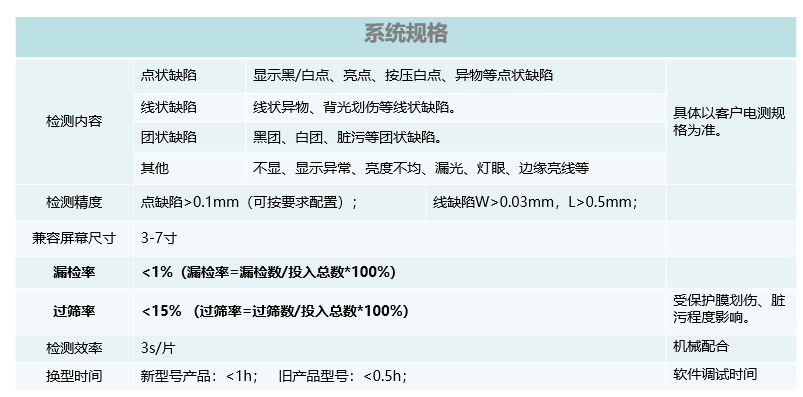 系统规格
检测内容
点状缺陷
显示黑/白点、亮点、按压白点、异物等点状缺陷
线状缺陷
线状异物、背光划伤等线状缺陷。
团状缺陷
黑团、白团、脏污等团状缺陷。
其他
不显、显示异常、亮度不均、漏光、灯眼、边缘亮线等
具体以客户电测规
格为准。
检测精度
点缺陷>0.1mm（可按要求配置）；
线缺陷W>0.03mm，L>0.5mm；
兼容屏幕尺寸
3-7寸
漏检率
<1%（漏检率=漏检数/投入总数*100%）
过筛率
<15% （过筛率=过筛数/投入总数*100%）
受保护膜划伤、脏
污程度影响。
检测效率
3s/片
机械配合
换型时间
新型号产品：<1h； 旧产品型号：<0.5h；
软件调试时间